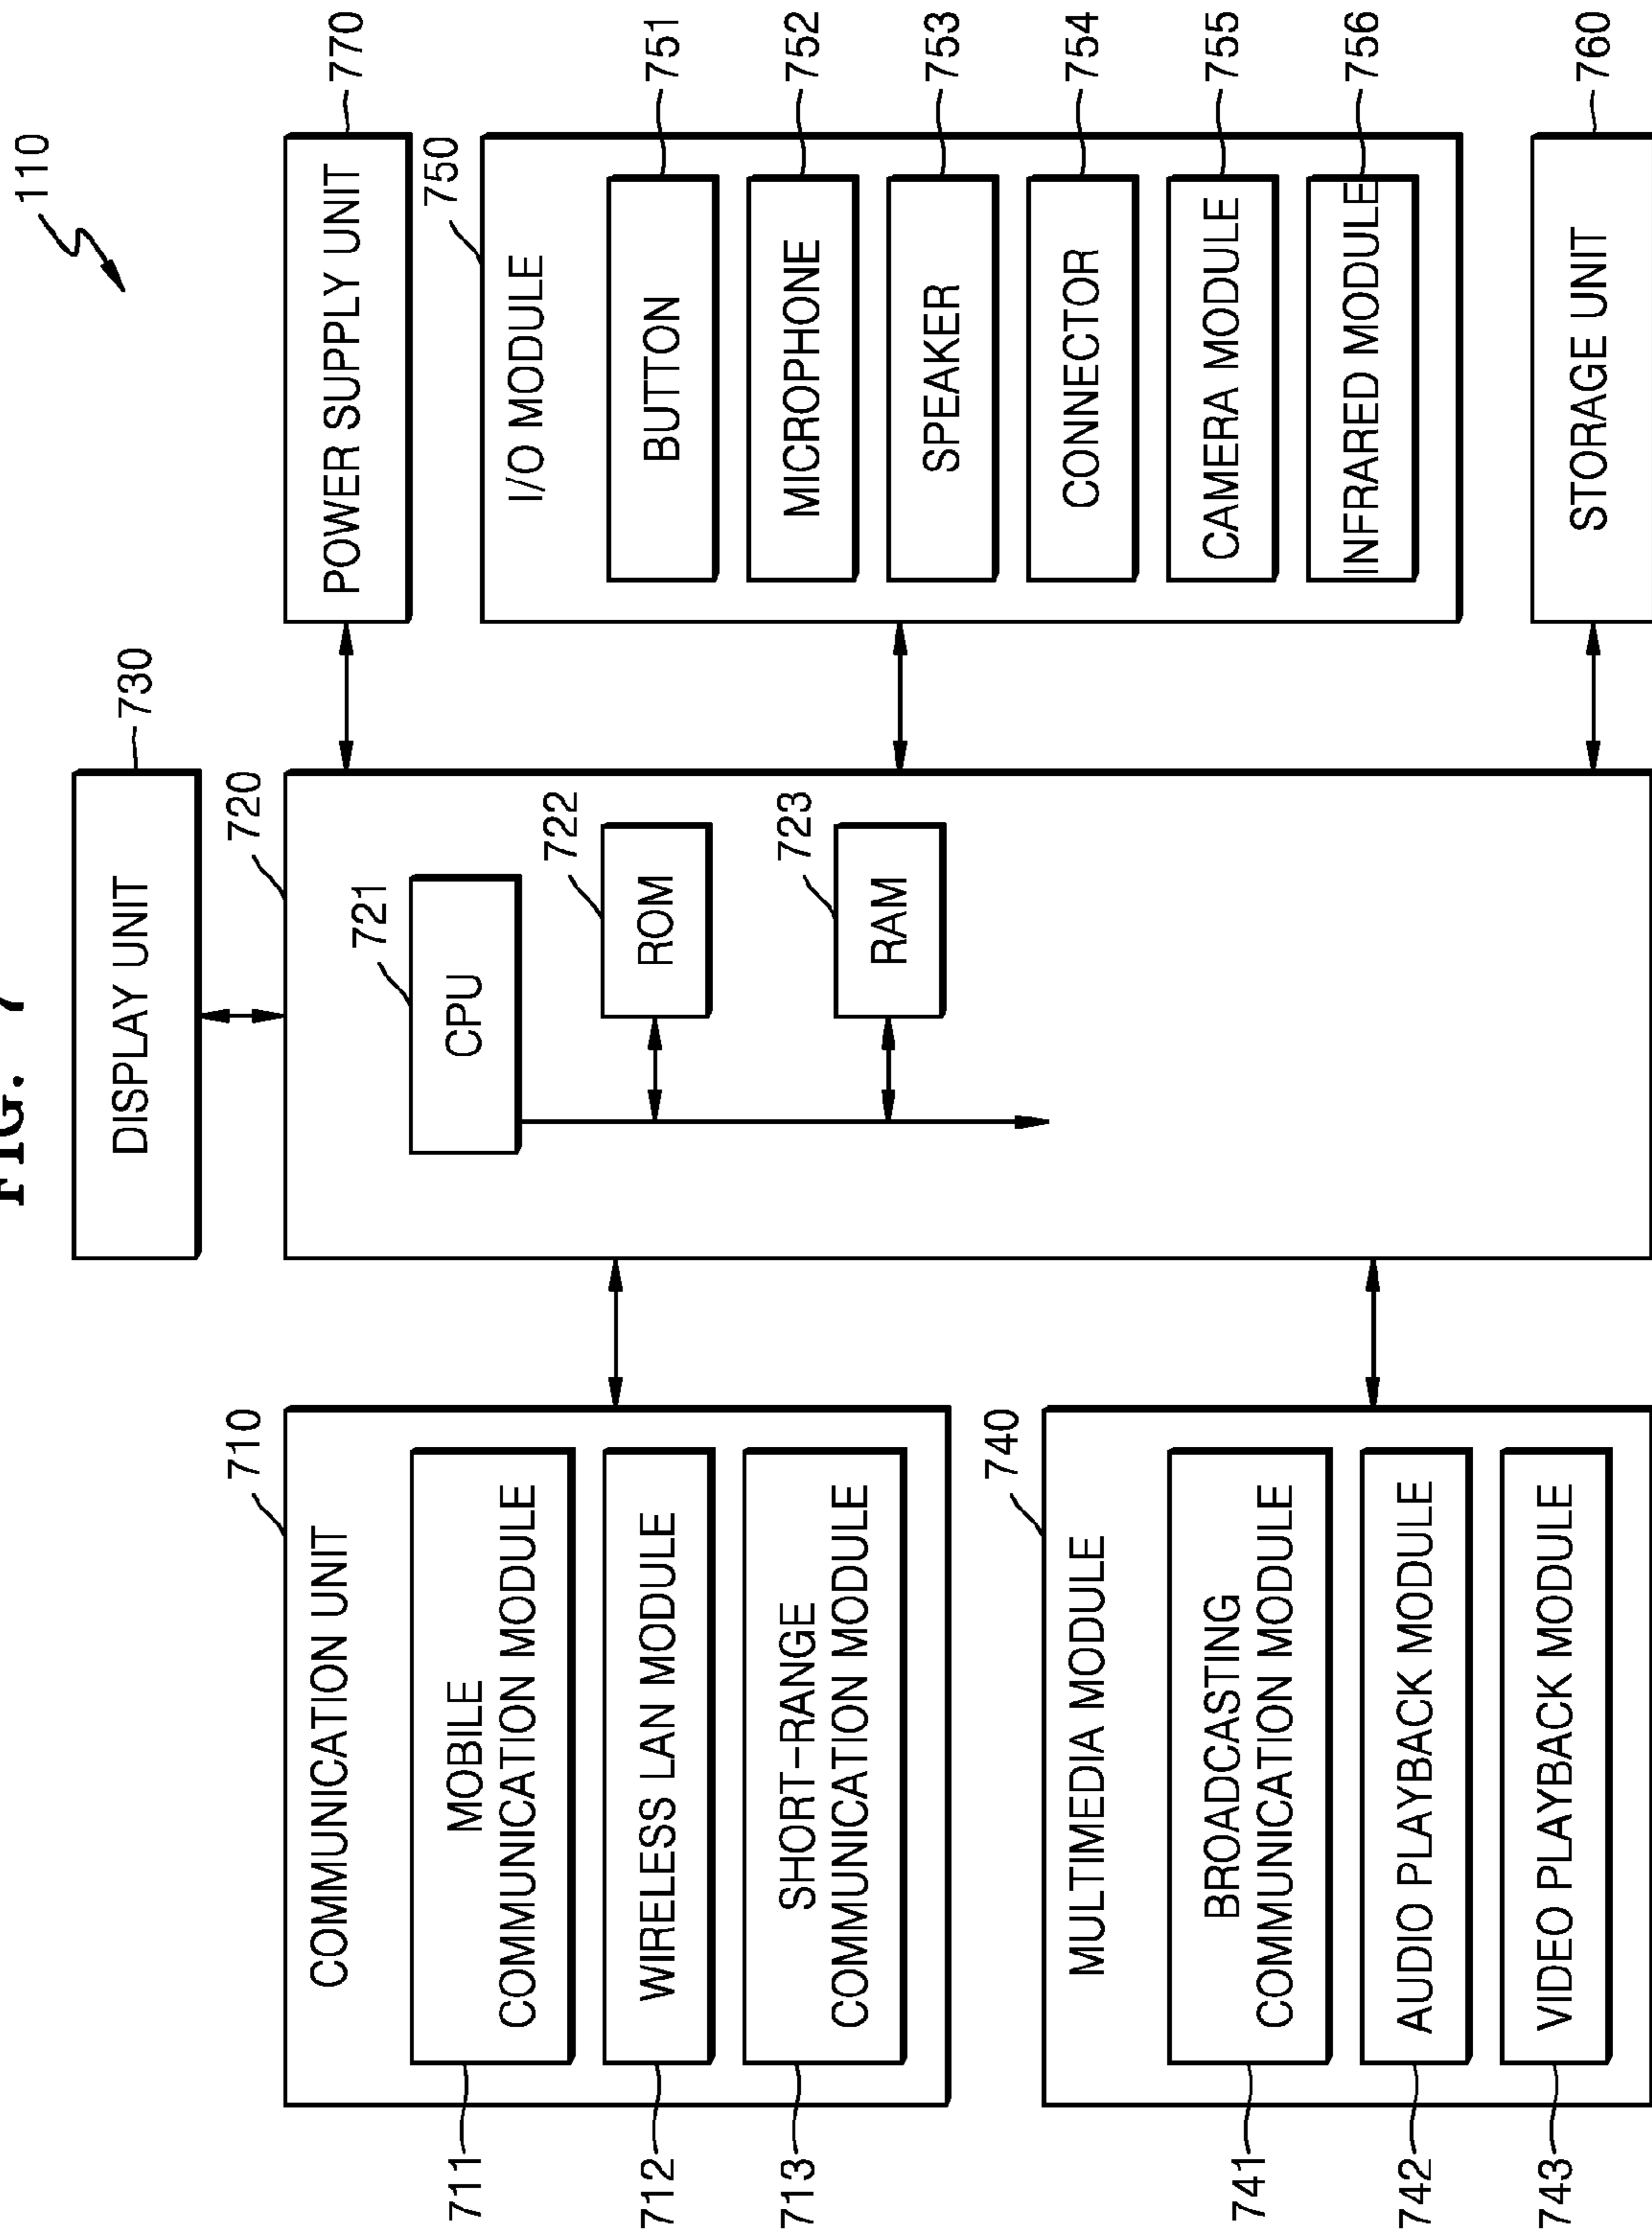 FIG. 7
110
DISPLAY UNIT
730
710
COMMUNICATION UNIT
711
MOBILE
COMMUNICATION MODULE
712
WIRELESS LAN MODULE
713
SHORT-RANGE
COMMUNICATION MODULE
740
MULTIMEDIA MODULE
741
BROADCASTING
COMMUNICATION MODULE
742
AUDIO PLAYBACK MODULE
743
VIDEO PLAYBACK MODULE
720
721
CPU
722
ROM
723
RAM
POWER SUPPLY UNIT
770
750
I/O MODULE
BUTTON
751
MICROPHONE
752
SPEAKER
753
CONNECTOR
754
CAMERA MODULE
755
INFRARED MODULE
756
STORAGE UNIT
760